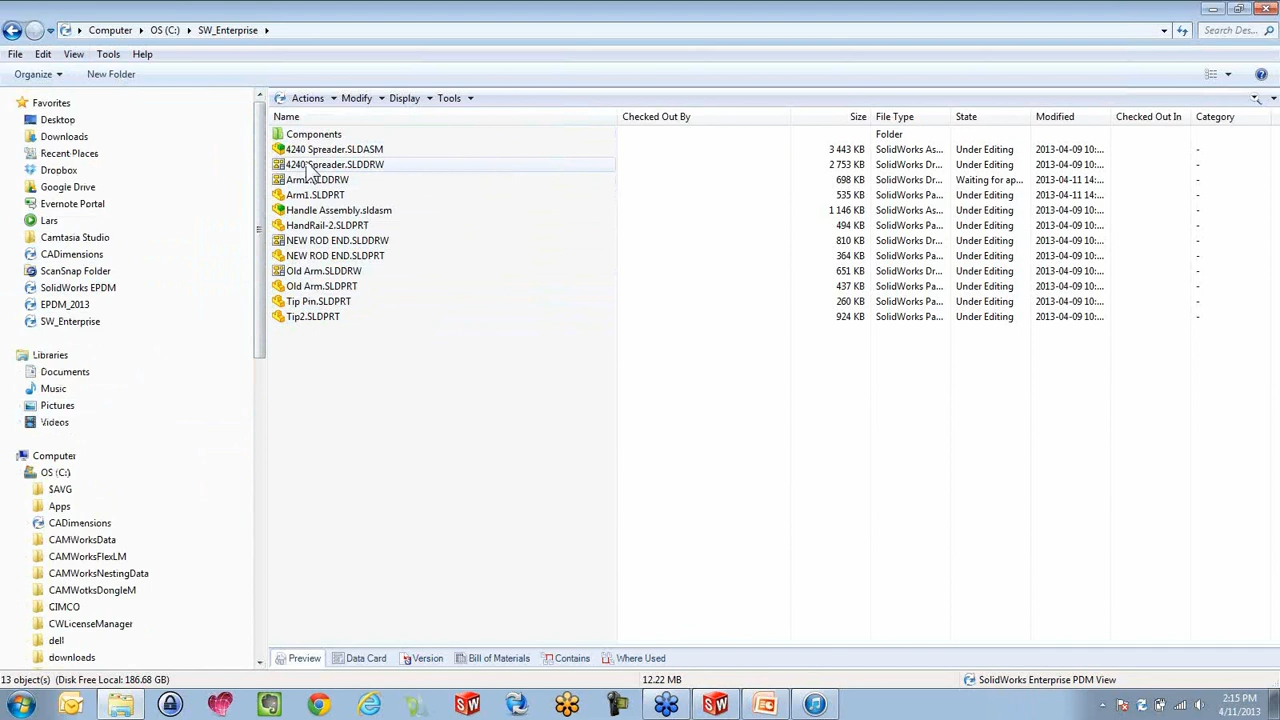 Computer ▸ OS (C:) ▸ SW_Enterprise ▸
Search Des...
File Edit View Tools Help
Organize New Folder
Favorites
Desktop
Downloads
Recent Places
Dropbox
Google Drive
Evernote Portal
Lars
Camtasia Studio
CADimensions
ScanSnap Folder
SolidWorks EPDM
EPDM_2013
SW_Enterprise
Libraries
Documents
Music
Pictures
Videos
Computer
OS (C:)
$AVG
Apps
CADimensions
CAMWorksData
CAMWorksFlexLM
CAMWorksNestingData
CAMWotksDongleM
CIMCO
CWLicenseManager
dell
downloads
Actions Modify Display Tools
Name Checked Out By Size File Type State Modified Checked Out In Category
Components Folder
4240 Spreader.SLDASM 3 443 KB SolidWorks As... Under Editing 2013-04-09 10:... -
4240 Spreader.SLDDRW 2 753 KB SolidWorks Dr... Under Editing 2013-04-09 10:... -
SLDDRW 698 KB SolidWorks Dr... Waiting for ap... 2013-04-11 14:... -
Arm1.SLDPRT 535 KB SolidWorks Pa... Under Editing 2013-04-11 14:... -
Handle Assembly.sldasm 1 146 KB SolidWorks As... Under Editing 2013-04-09 10:... -
HandRail-2.SLDPRT 494 KB SolidWorks Pa... Under Editing 2013-04-09 10:... -
NEW ROD END.SLDDRW 810 KB SolidWorks Dr... Under Editing 2013-04-09 10:... -
NEW ROD END.SLDPRT 364 KB SolidWorks Pa... Under Editing 2013-04-09 10:... -
Old Arm.SLDDRW 651 KB SolidWorks Dr... Under Editing 2013-04-09 10:... -
Old Arm.SLDPRT 437 KB SolidWorks Pa... Under Editing 2013-04-09 10:... -
Tip Pin.SLDPRT 260 KB SolidWorks Pa... Under Editing 2013-04-09 10:... -
Tip2.SLDPRT 924 KB SolidWorks Pa... Under Editing 2013-04-09 10:... -
Preview Data Card Version Bill of Materials Contains Where Used
13 object(s) (Disk Free Local: 186.68 GB) 12.22 MB SolidWorks Enterprise PDM View
2:15 PM
4/11/2013